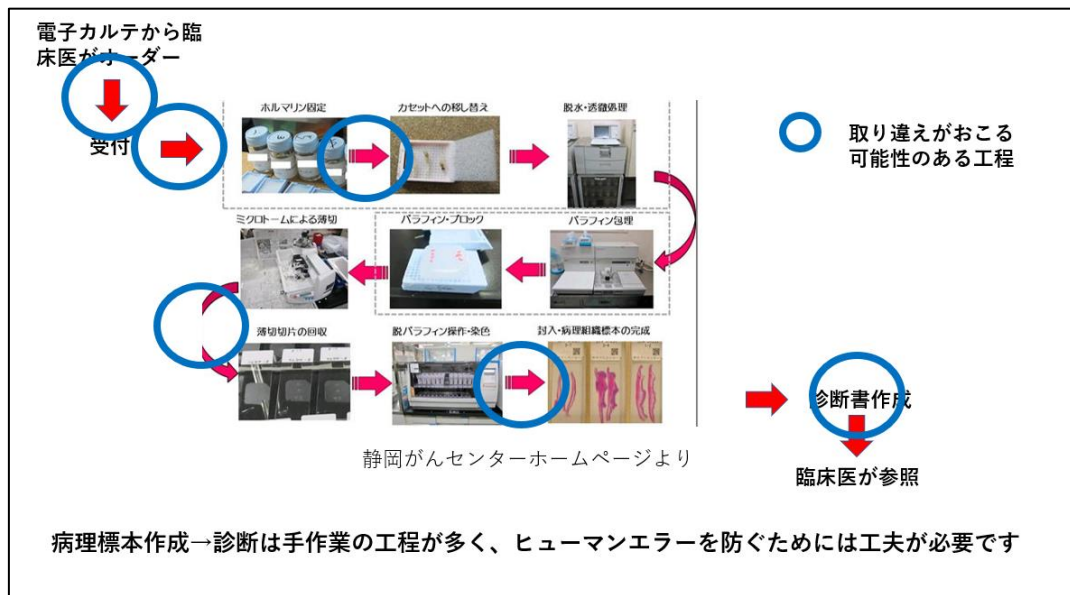 電子カルテから臨
床医がオーダー
受付
ホルマリン固定
カセットへの移し替え
脱水・透徹処理
取り違えがおこる
可能性のある工程
ミクロトームによる薄切
パラフィン・ブロック
パラフィン包理
薄切切片の回収
脱パラフィン操作・染色
封入・病理組織標本の完成
診断書作成
静岡がんセンターホームページより
臨床医が参照
病理標本作成→診断は手作業の工程が多く、ヒューマンエラーを防ぐためには工夫が必要です